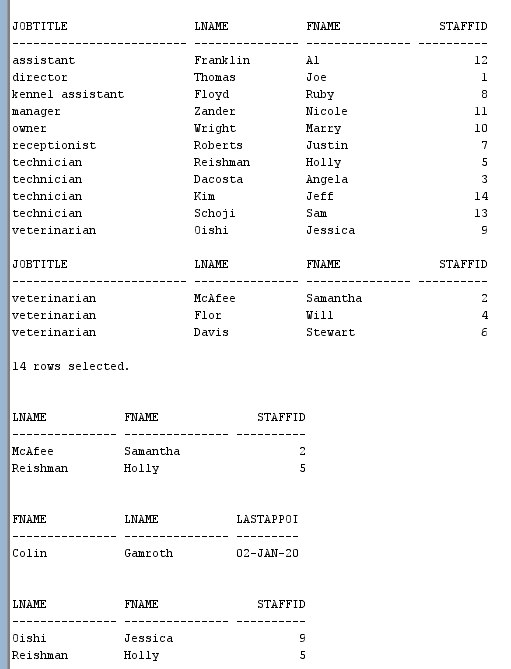 JOBTITLE LNAME FNAME STAFFID
------------------------- --------------- --------------- ----------
assistant Franklin Al 12
director Thomas Joe 1
kennel assistant Floyd Ruby 8
manager Zander Nicole 11
owner Wright Marry 10
receptionist Roberts Justin 7
technician Reishman Holly 5
technician Dacosta Angela 3
technician Kim Jeff 14
technician Schoji Sam 13
veterinarian Oishi Jessica 9
JOBTITLE LNAME FNAME STAFFID
------------------------- --------------- --------------- ----------
veterinarian McAfee Samantha 2
veterinarian Flor Will 4
veterinarian Davis Stewart 6
14 rows selected.
LNAME FNAME STAFFID
--------------- --------------- ----------
McAfee Samantha 2
Reishman Holly 5
FNAME LNAME LASTAPPOI
--------------- --------------- ---------
Colin Gamroth 02-JAN-20
LNAME FNAME STAFFID
--------------- --------------- ----------
Oishi Jessica 9
Reishman Holly 5